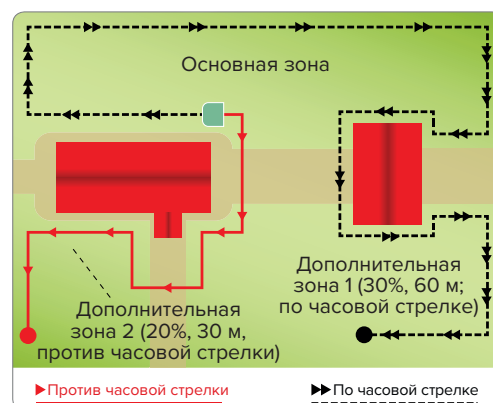 Основная зона
Дополнительная
зона 1 (30%, 60 м;
по часовой стрелке)
Дополнительная
зона 2 (20%, 30 м,
против часовой стрелки)
Против часовой стрелки
По часовой стрелке